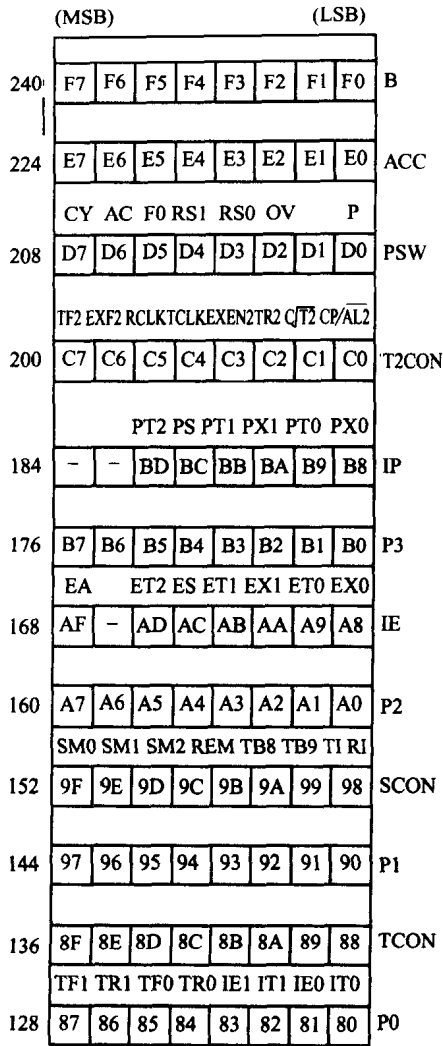 (MSB) (LSB)
240 F7 F6 F5 F4 F3 F2 F1 F0 B
224 E7 E6 E5 E4 E3 E2 E1 E0 ACC
CY AC F0 RS1 RS0 OV P
208 D7 D6 D5 D4 D3 D2 D1 D0 PSW
TF2 EXF2 RCLK TCLK EXEN2 TR2 C/T2 CP/AL2
200 C7 C6 C5 C4 C3 C2 C1 C0 T2CON
PT2 PS PT1 PX1 PT0 PX0
184 - - BD BC BB BA B9 B8 IP
176 B7 B6 B5 B4 B3 B2 B1 B0 P3
EA ET2 ES ET1 EX1 ET0 EX0
168 AF - AD AC AB AA A9 A8 IE
160 A7 A6 A5 A4 A3 A2 A1 A0 P2
SM0 SM1 SM2 REM TB8 TB9 TI RI
152 9F 9E 9D 9C 9B 9A 99 98 SCON
144 97 96 95 94 93 92 91 90 P1
136 8F 8E 8D 8C 8B 8A 89 88 TCON
TF1 TR1 TF0 TR0 IE1 IT1 IE0 IT0
128 87 86 85 84 83 82 81 80 P0